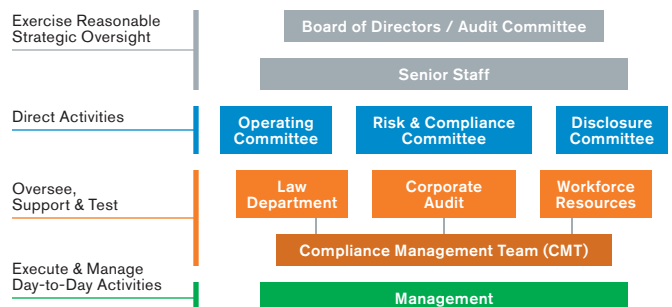 Exercise Reasonable
Strategic Oversight
Board of Directors / Audit Committee
Senior Staff
Direct Activities
Operating
Committee
Risk & Compliance
Committee
Disclosure
Committee
Oversee,
Support & Test
Law
Department
Corporate
Audit
Workforce
Resources
Compliance Management Team (CMT)
Execute & Manage
Day-to-Day Activities
Management